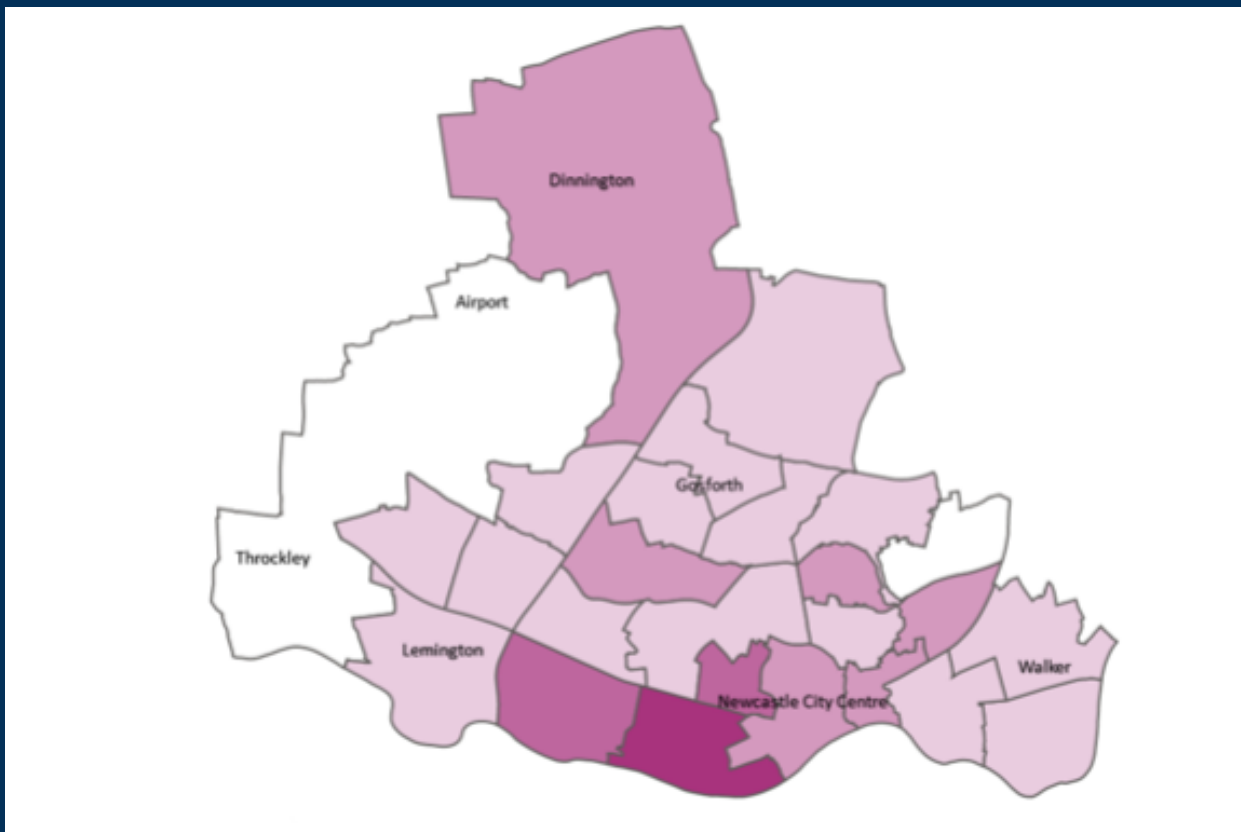 Dinnington
Airport
Gosforth
Throckley
Lemington
Walker
Newcastle City Centre